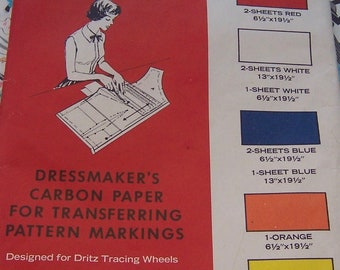 DRESSMAKER'S
CARBON PAPER
FOR TRANSFERRING
PATTERN MARKINGS
Designed for Dritz Tracing Wheels
2-SHEETS RED
6½"x19½"
2-SHEETS WHITE
13"x19½"
1-SHEET WHITE
6½"x19½"
2-SHEETS BLUE
6½"x19½"
1-SHEET BLUE
13"x19½"
1-ORANGE
6½"x19½"